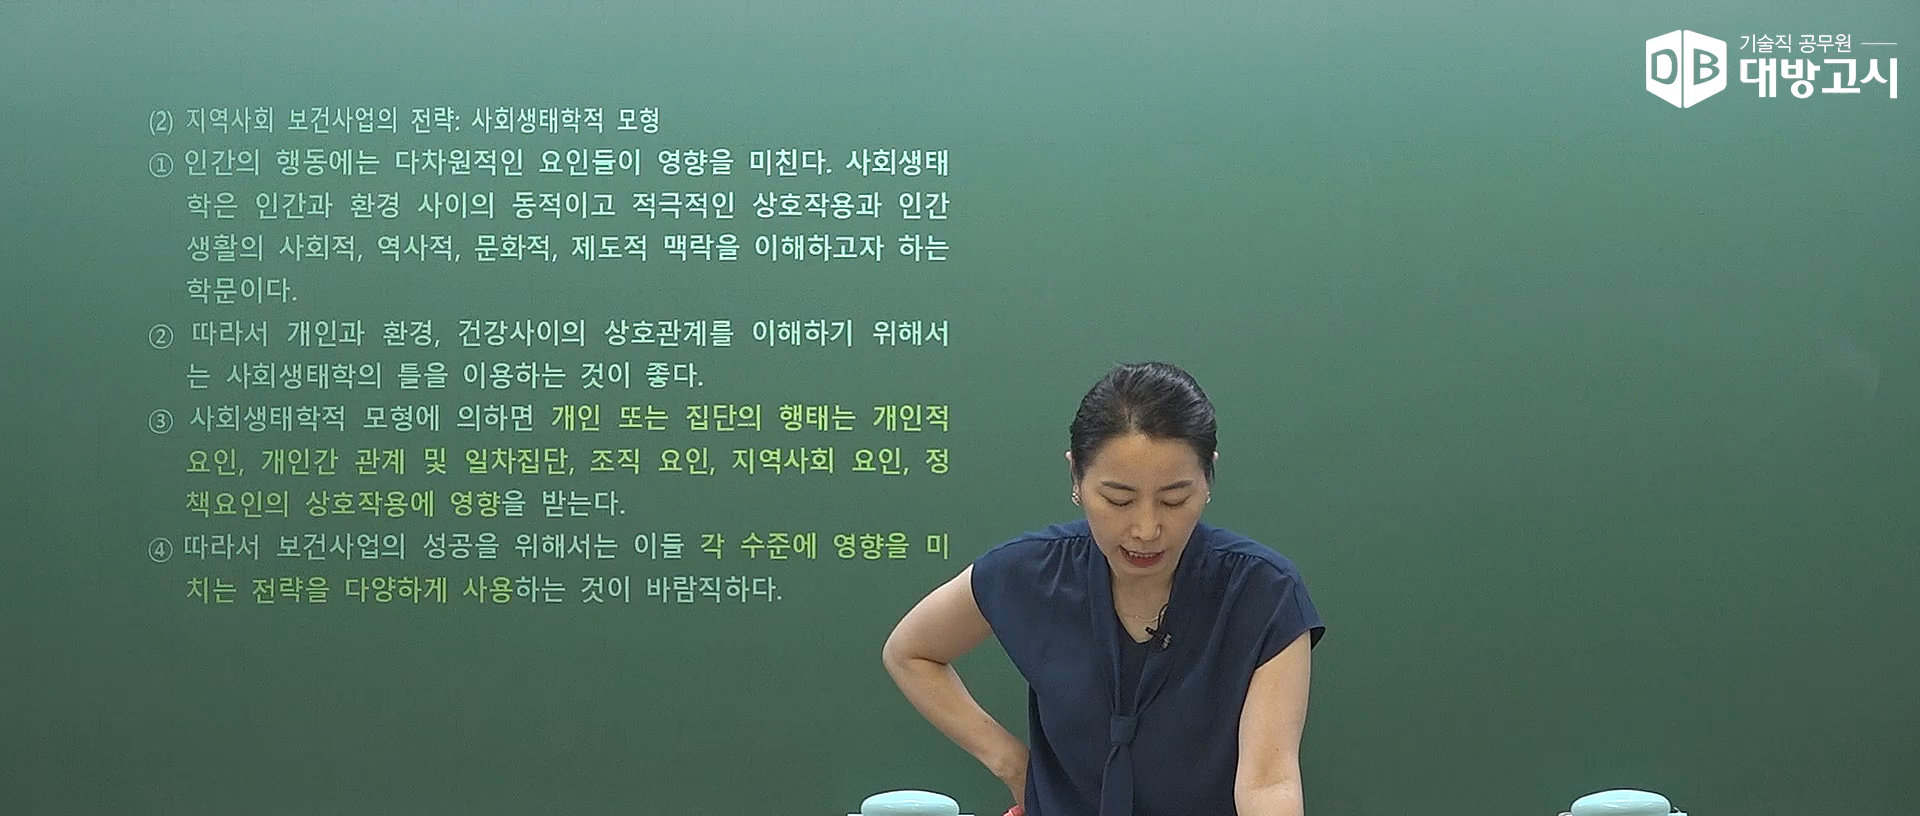 (2) 지역사회 보건사업의 전략: 사회생태학적 모형
① 인간의 행동에는 다차원적인 요인들이 영향을 미친다. 사회생태
학은 인간과 환경 사이의 동적이고 적극적인 상호작용과 인간
생활의 사회적, 역사적, 문화적, 제도적 맥락을 이해하고자 하는
학문이다.
② 따라서 개인과 환경, 건강사이의 상호관계를 이해하기 위해서
는 사회생태학의 틀을 이용하는 것이 좋다.
③ 사회생태학적 모형에 의하면 개인 또는 집단의 행태는 개인적
요인, 개인간 관계 및 일차집단, 조직 요인, 지역사회 요인, 정
책요인의 상호작용에 영향을 받는다.
④ 따라서 보건사업의 성공을 위해서는 이들 각 수준에 영향을 미
치는 전략을 다양하게 사용하는 것이 바람직하다.
DB
기술직 공무원
대방고시